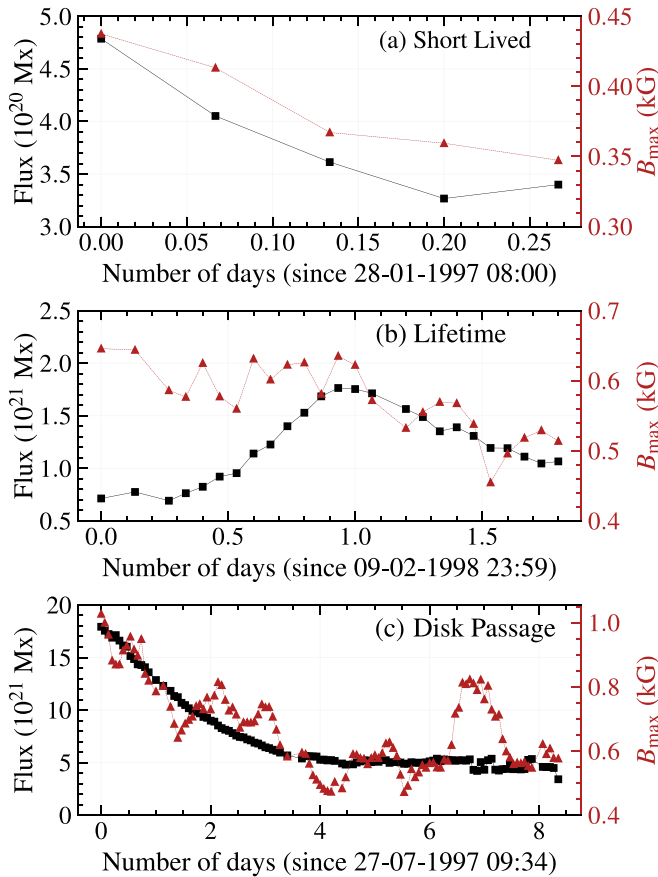 5.0
4.5
4.0
3.5
3.0
Flux (10²⁰ Mx)
(a) Short Lived
0.45
0.40
0.35
0.30
B_max (kG)
0.00 0.05 0.10 0.15 0.20 0.25
Number of days (since 28-01-1997 08:00)
2.5
2.0
1.5
1.0
0.5
Flux (10²¹ Mx)
(b) Lifetime
0.7
0.6
0.5
0.4
B_max (kG)
0.0 0.5 1.0 1.5
Number of days (since 09-02-1998 23:59)
20
15
10
5
0
Flux (10²¹ Mx)
(c) Disk Passage
1.0
0.8
0.6
0.4
B_max (kG)
0 2 4 6 8
Number of days (since 27-07-1997 09:34)